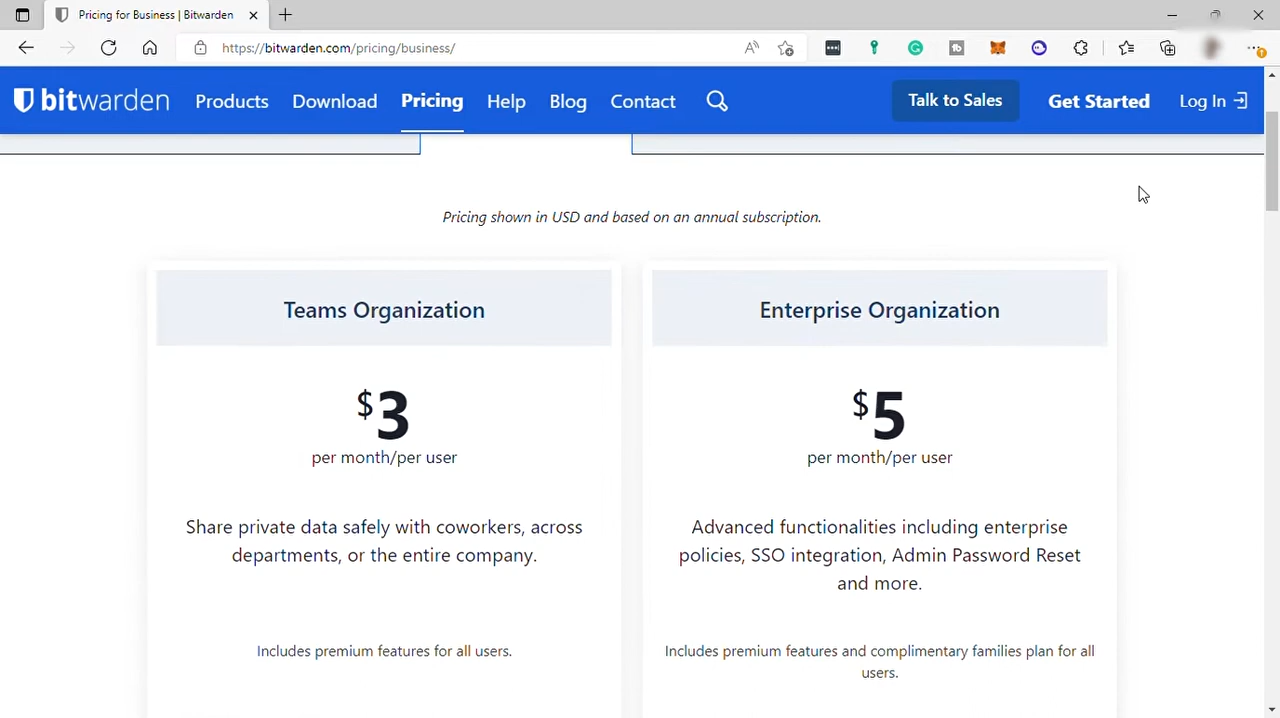 Pricing for Business | Bitwarden
https://bitwarden.com/pricing/business/
bitwarden Products Download Pricing Help Blog Contact Talk to Sales Get Started Log In
Pricing shown in USD and based on an annual subscription.
Teams Organization
$3
per month/per user
Share private data safely with coworkers, across
departments, or the entire company.
Includes premium features for all users.
Enterprise Organization
$5
per month/per user
Advanced functionalities including enterprise
policies, SSO integration, Admin Password Reset
and more.
Includes premium features and complimentary families plan for all
users.